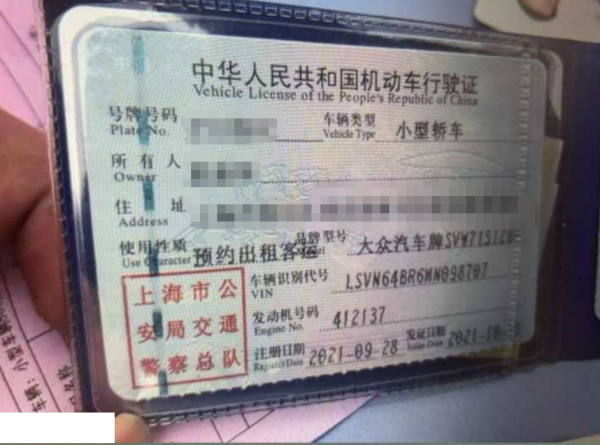 中华人民共和国机动车行驶证
Vehicle License of the People's Republic of China
号牌号码
Plate No.
车辆类型 小型轿车
Vehicle Type
所有人
Owner
住址
Address
使用性质 预约出租客运
Use Character
品牌型号 大众汽车牌SVW7151
Model
上海市公
安局交通
警察总队
车辆识别代号 LSVN64BR6MN098707
VIN
发动机号码 412137
Engine No.
注册日期 2021-09-28
Register Date
发证日期 2021-10-
Issue Date